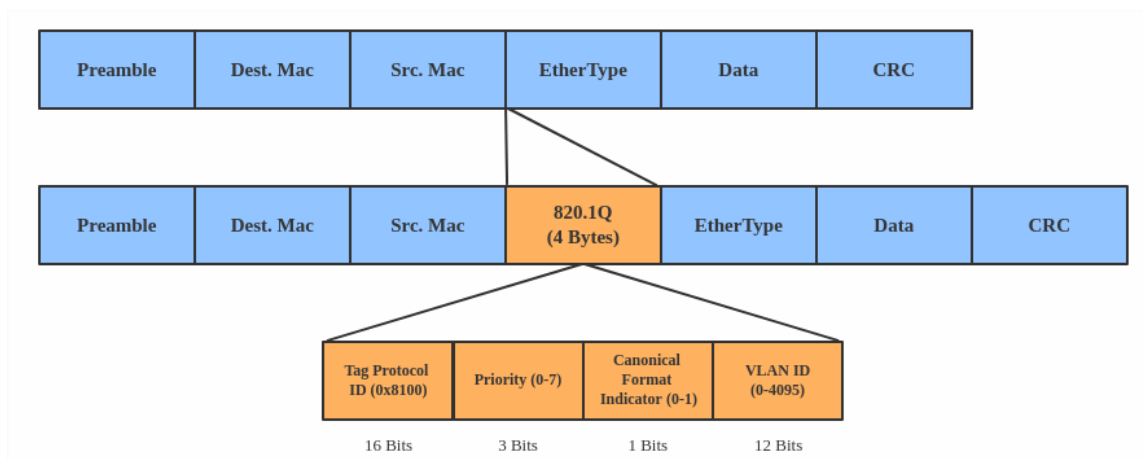 Preamble
Dest. Mac
Src. Mac
EtherType
Data
CRC
Preamble
Dest. Mac
Src. Mac
820.1Q
(4 Bytes)
EtherType
Data
CRC
Tag Protocol
ID (0x8100)
Priority (0-7)
Canonical
Format
Indicator (0-1)
VLAN ID
(0-4095)
16 Bits
3 Bits
1 Bits
12 Bits